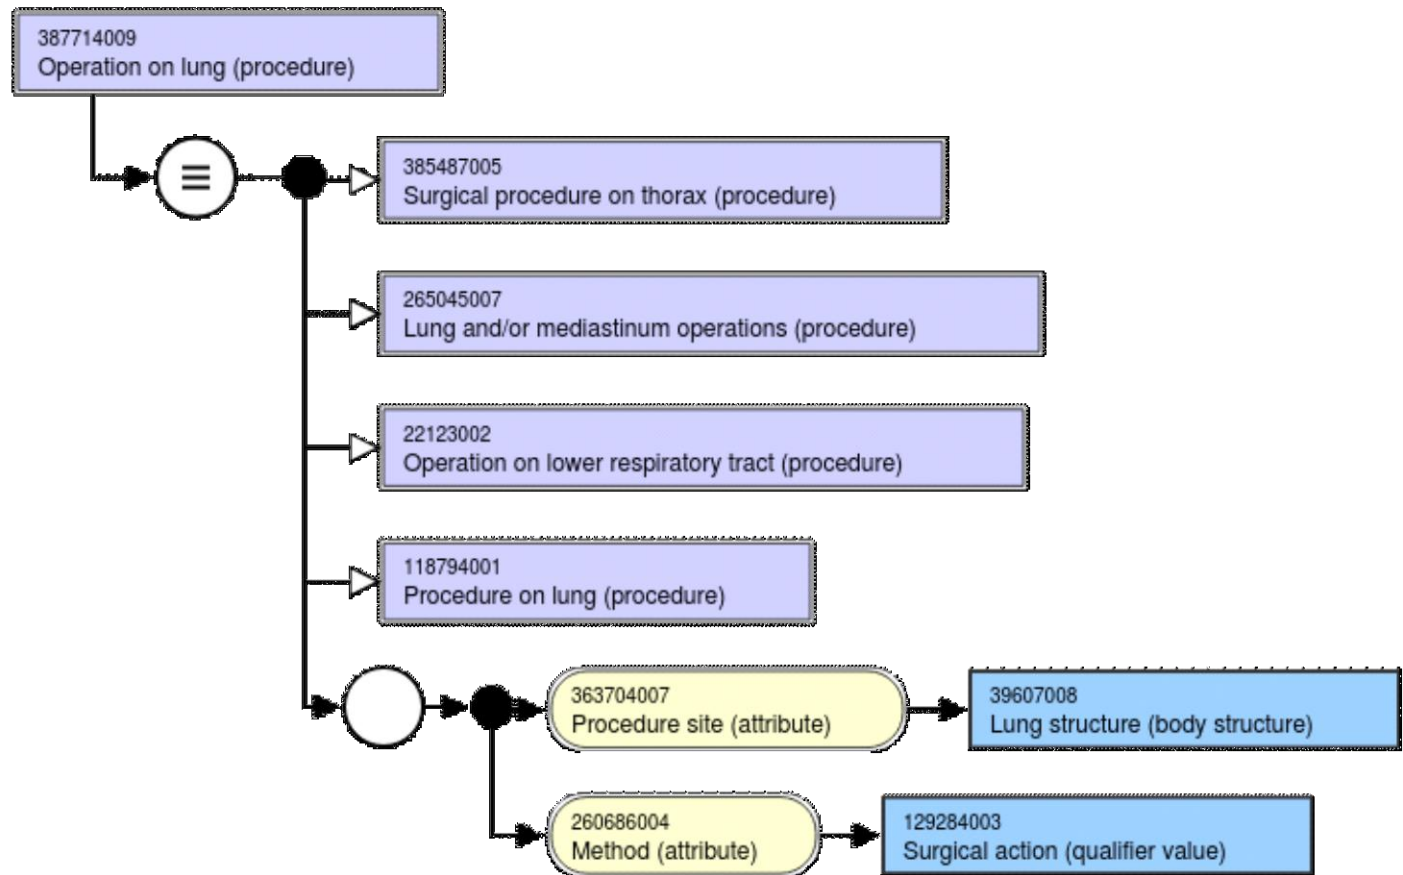 387714009
Operation on lung (procedure)
≡
385487005
Surgical procedure on thorax (procedure)
265045007
Lung and/or mediastinum operations (procedure)
22123002
Operation on lower respiratory tract (procedure)
118794001
Procedure on lung (procedure)
363704007
Procedure site (attribute)
39607008
Lung structure (body structure)
260686004
Method (attribute)
129284003
Surgical action (qualifier value)